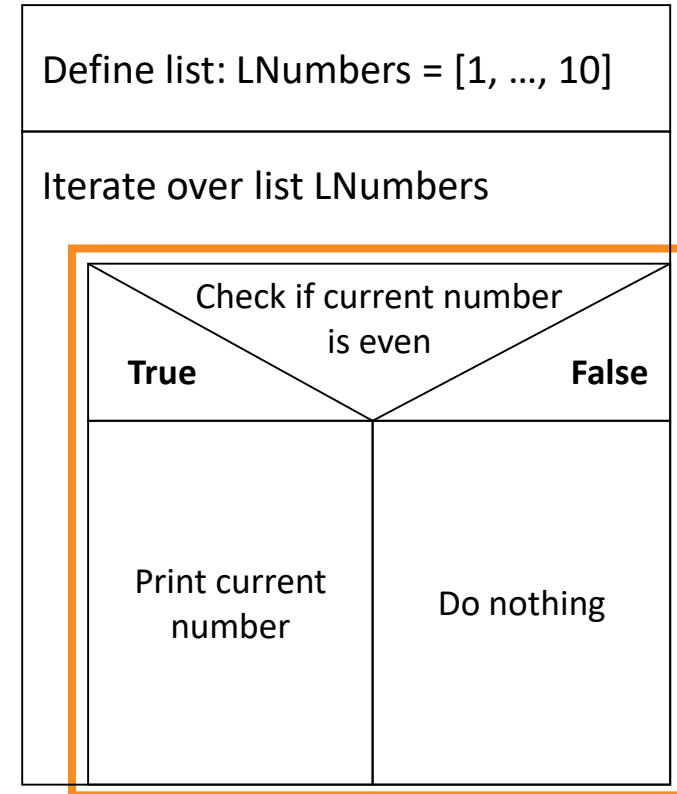 Define list: LNumbers = [1, …, 10]
Iterate over list LNumbers
Check if current number
is even
True
False
Print current
number
Do nothing